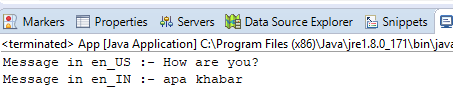 Markers Properties Servers Data Source Explorer Snippets
<terminated> App [Java Application] C:\Program Files (x86)\Java\jre1.8.0_171\bin\java
Message in en_US :- How are you?
Message in en_IN :- apa khabar